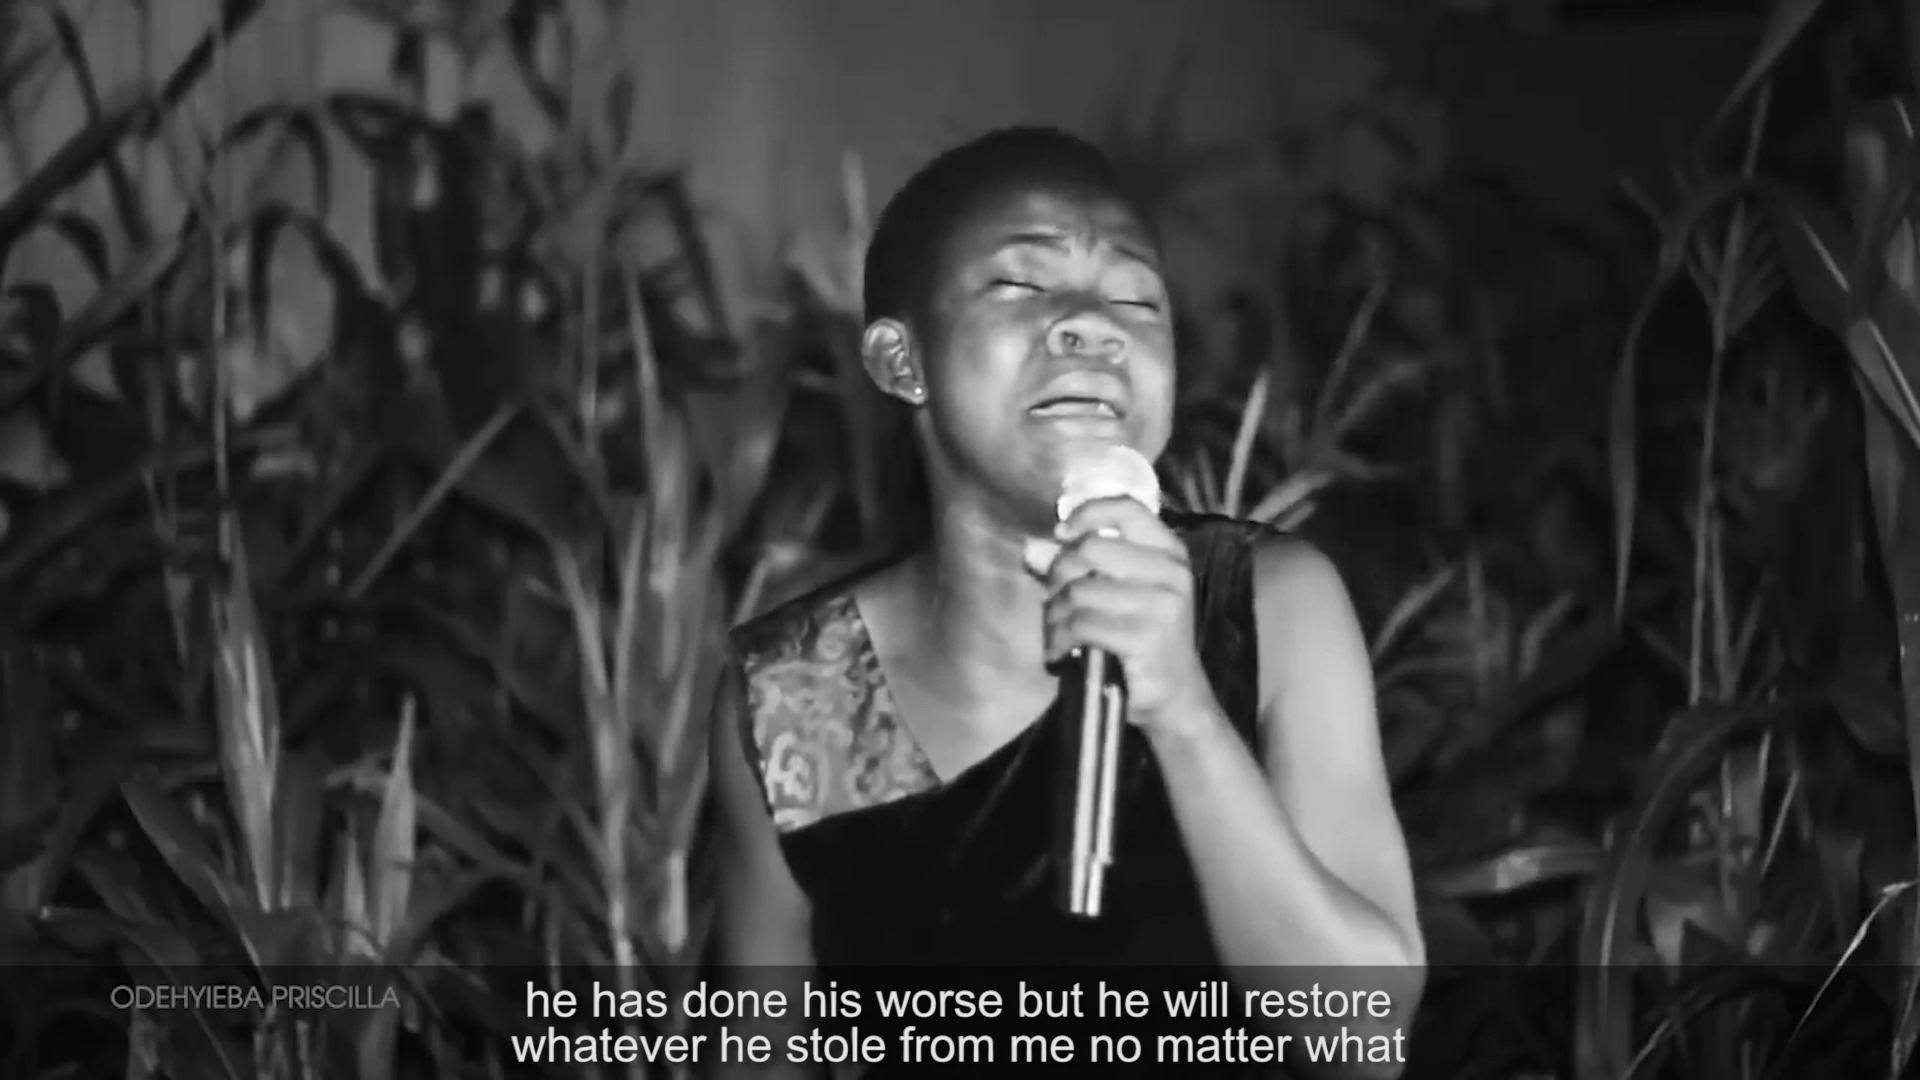 ODEHYIEBA PRISCILLA
he has done his worse but he will restore
whatever he stole from me no matter what